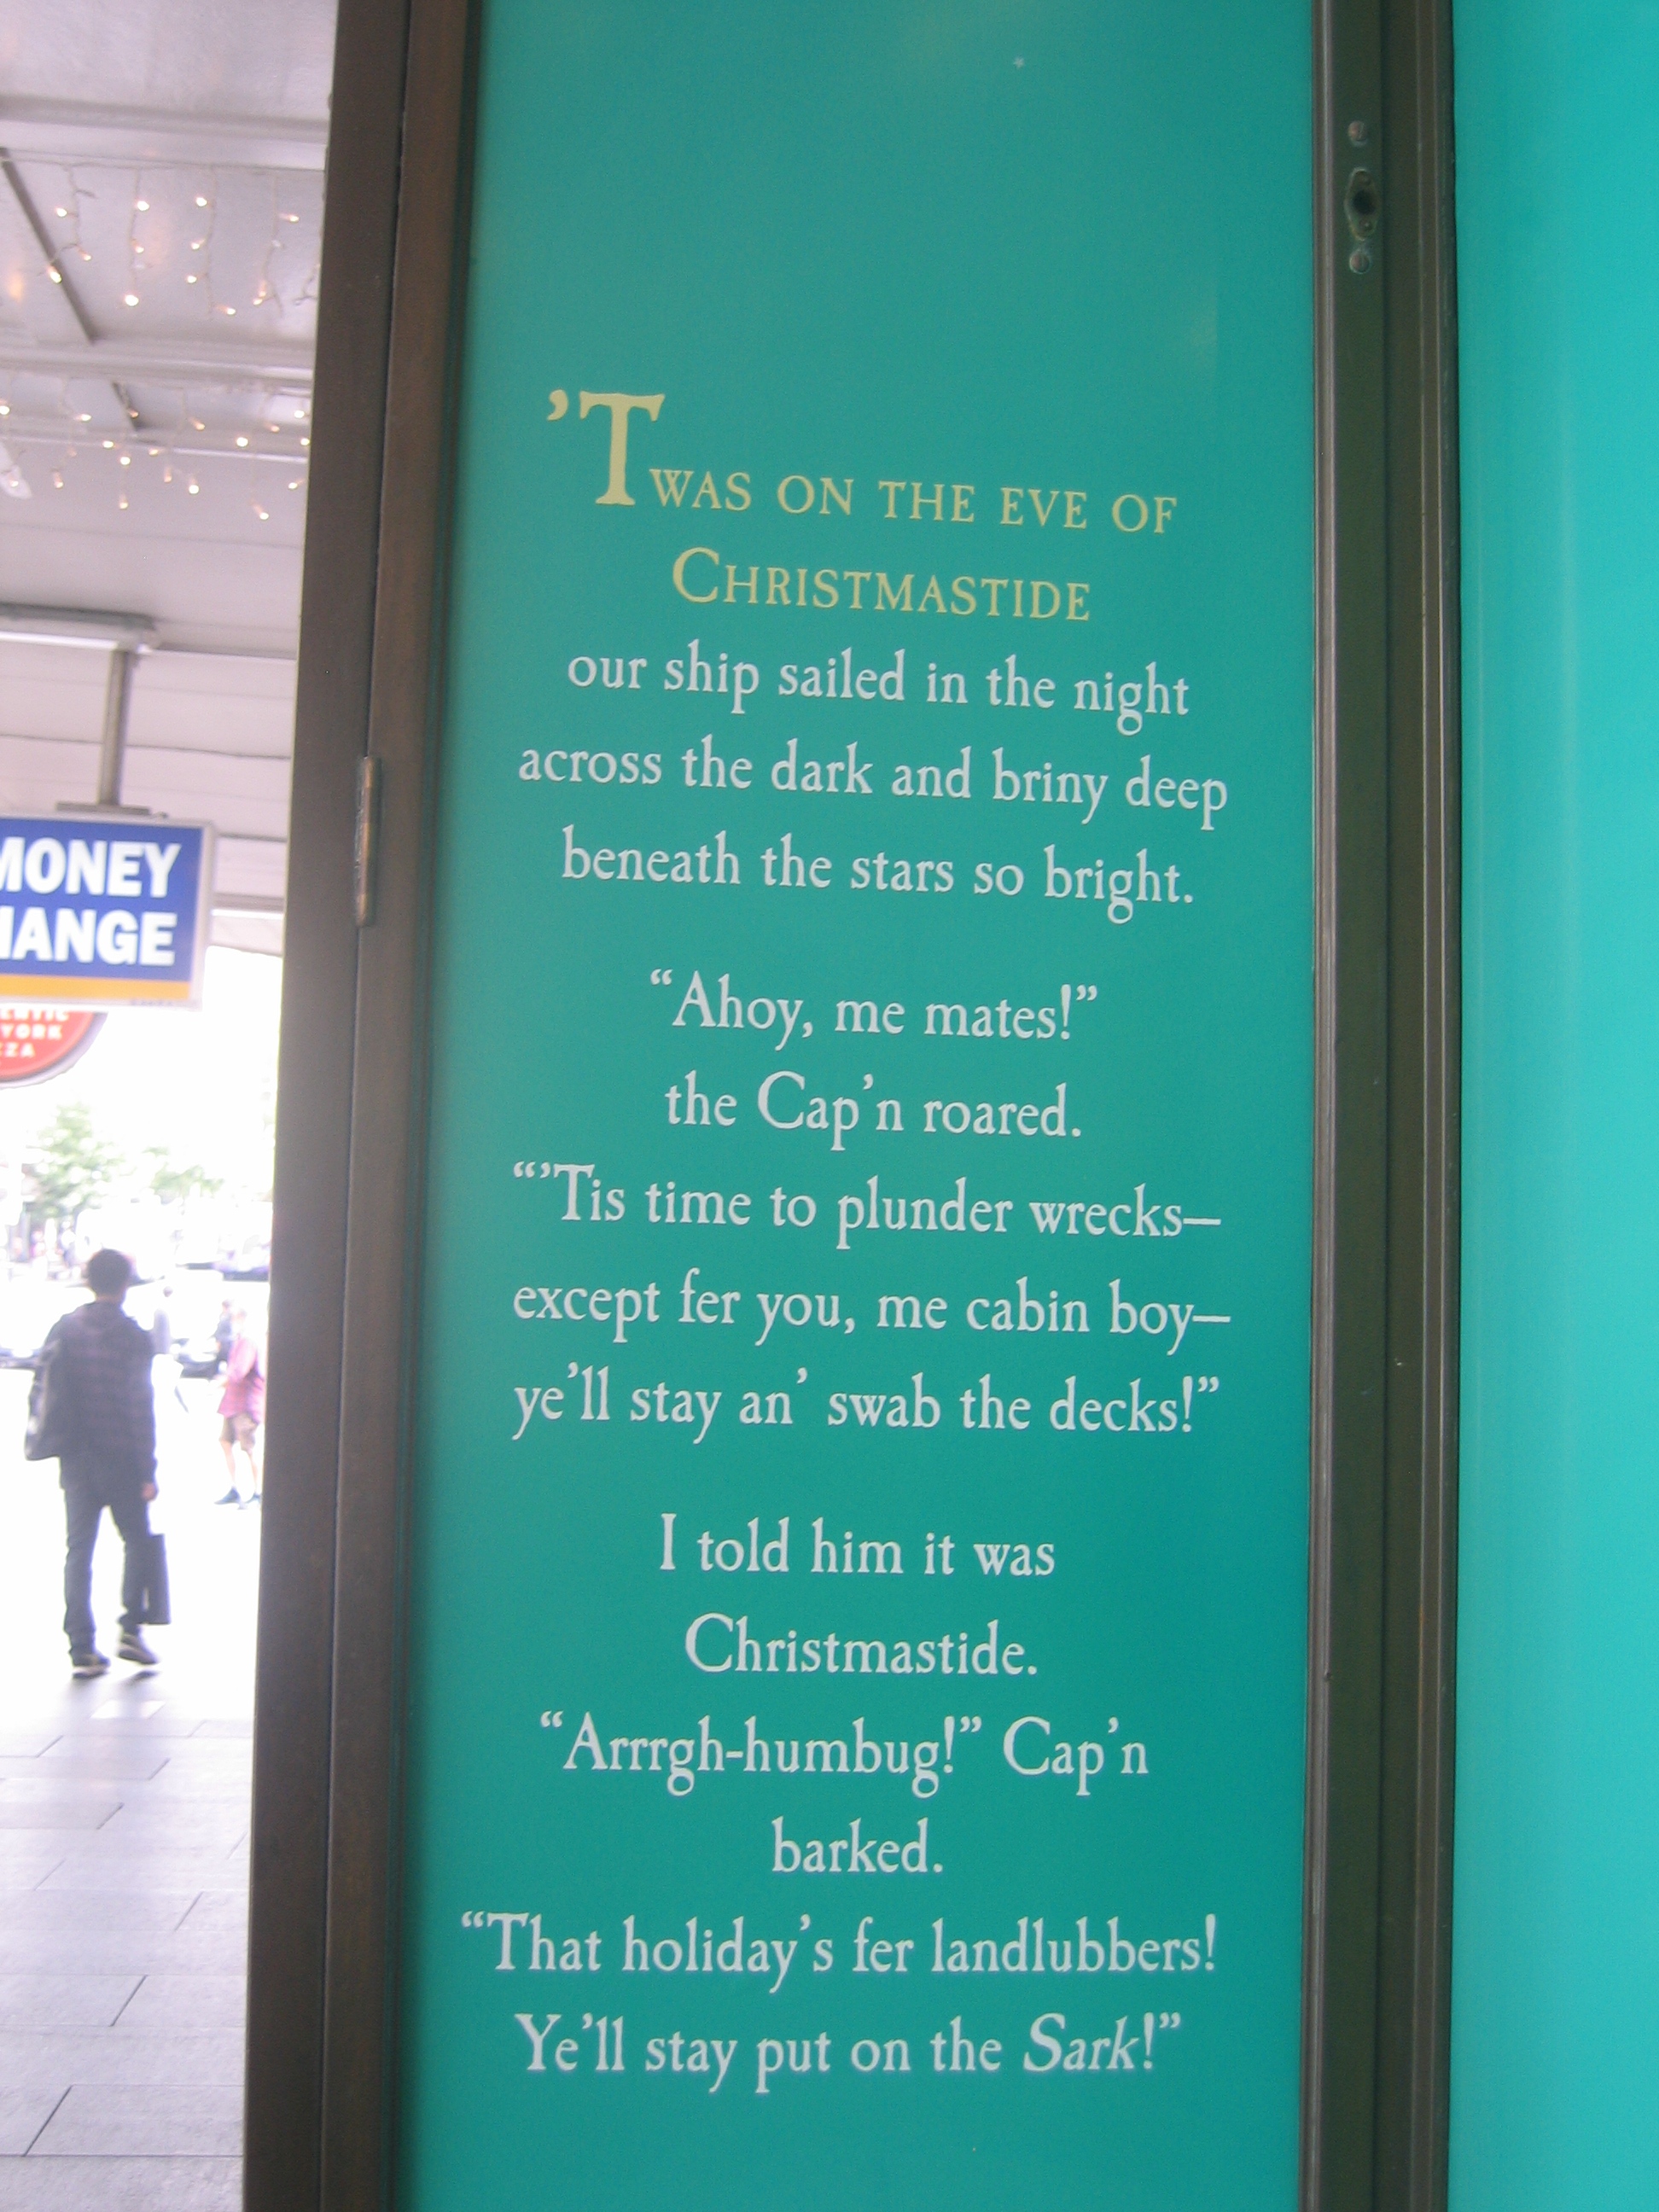 ’TWAS ON THE EVE OF
CHRISTMASTIDE
our ship sailed in the night
across the dark and briny deep
beneath the stars so bright.
“Ahoy, me mates!”
the Cap’n roared.
“’Tis time to plunder wrecks—
except fer you, me cabin boy—
ye’ll stay an’ swab the decks!”
I told him it was
Christmastide.
“Arrrgh-humbug!” Cap’n
barked.
“That holiday’s fer landlubbers!
Ye’ll stay put on the Sark!”
MONEY
HANGE
YORK
ZZA